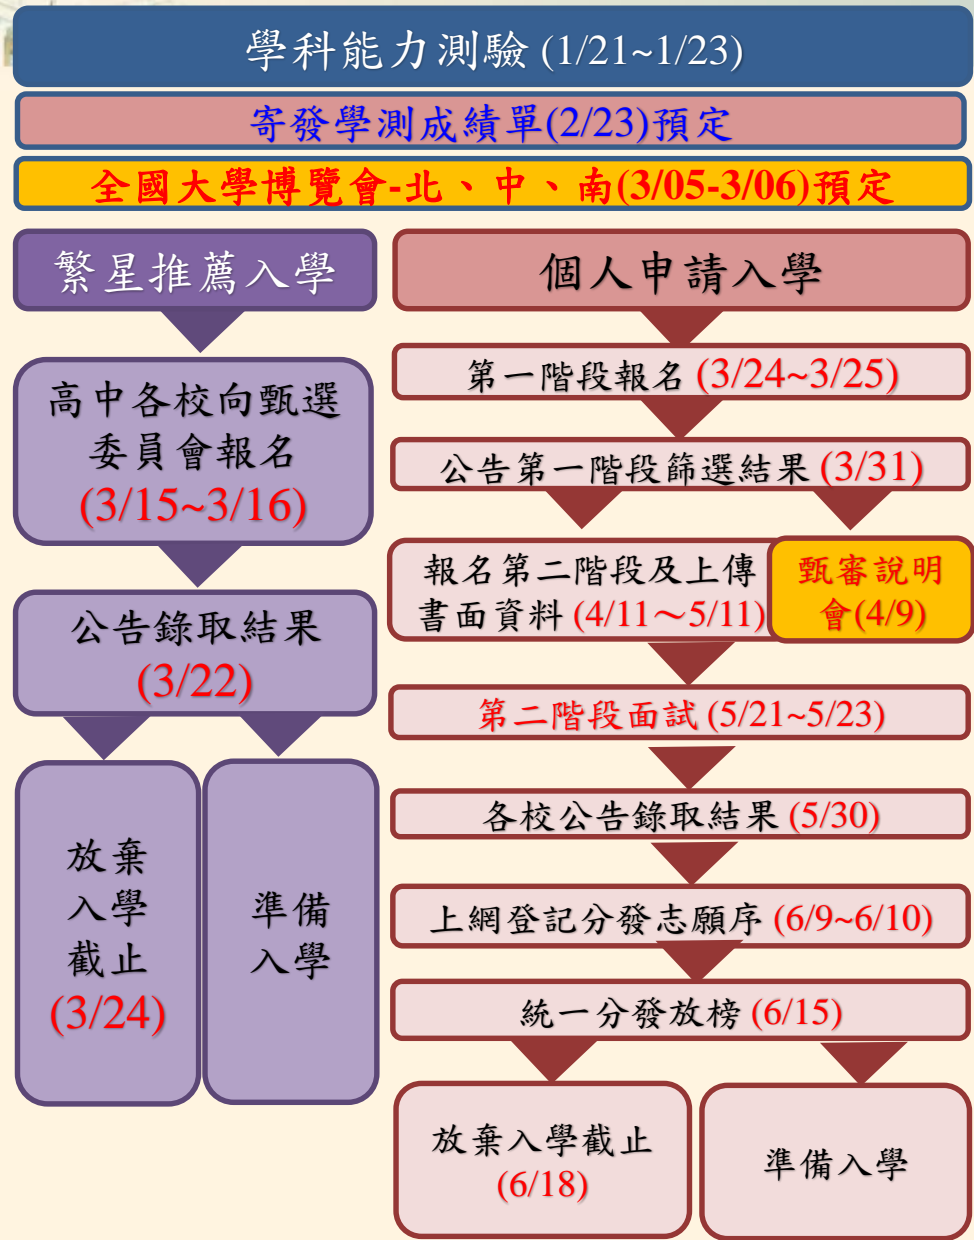 學科能力測驗 (1/21~1/23)
寄發學測成績單(2/23)預定
全國大學博覽會-北、中、南(3/05-3/06)預定
繁星推薦入學
高中各校向甄選
委員會報名
(3/15~3/16)
公告錄取結果
(3/22)
放棄
入學
截止
(3/24)
準備
入學
個人申請入學
第一階段報名 (3/24~3/25)
公告第一階段篩選結果 (3/31)
報名第二階段及上傳
書面資料 (4/11～5/11)
甄審說明
會(4/9)
第二階段面試 (5/21~5/23)
各校公告錄取結果 (5/30)
上網登記分發志願序 (6/9~6/10)
統一分發放榜 (6/15)
放棄入學截止
(6/18)
準備入學